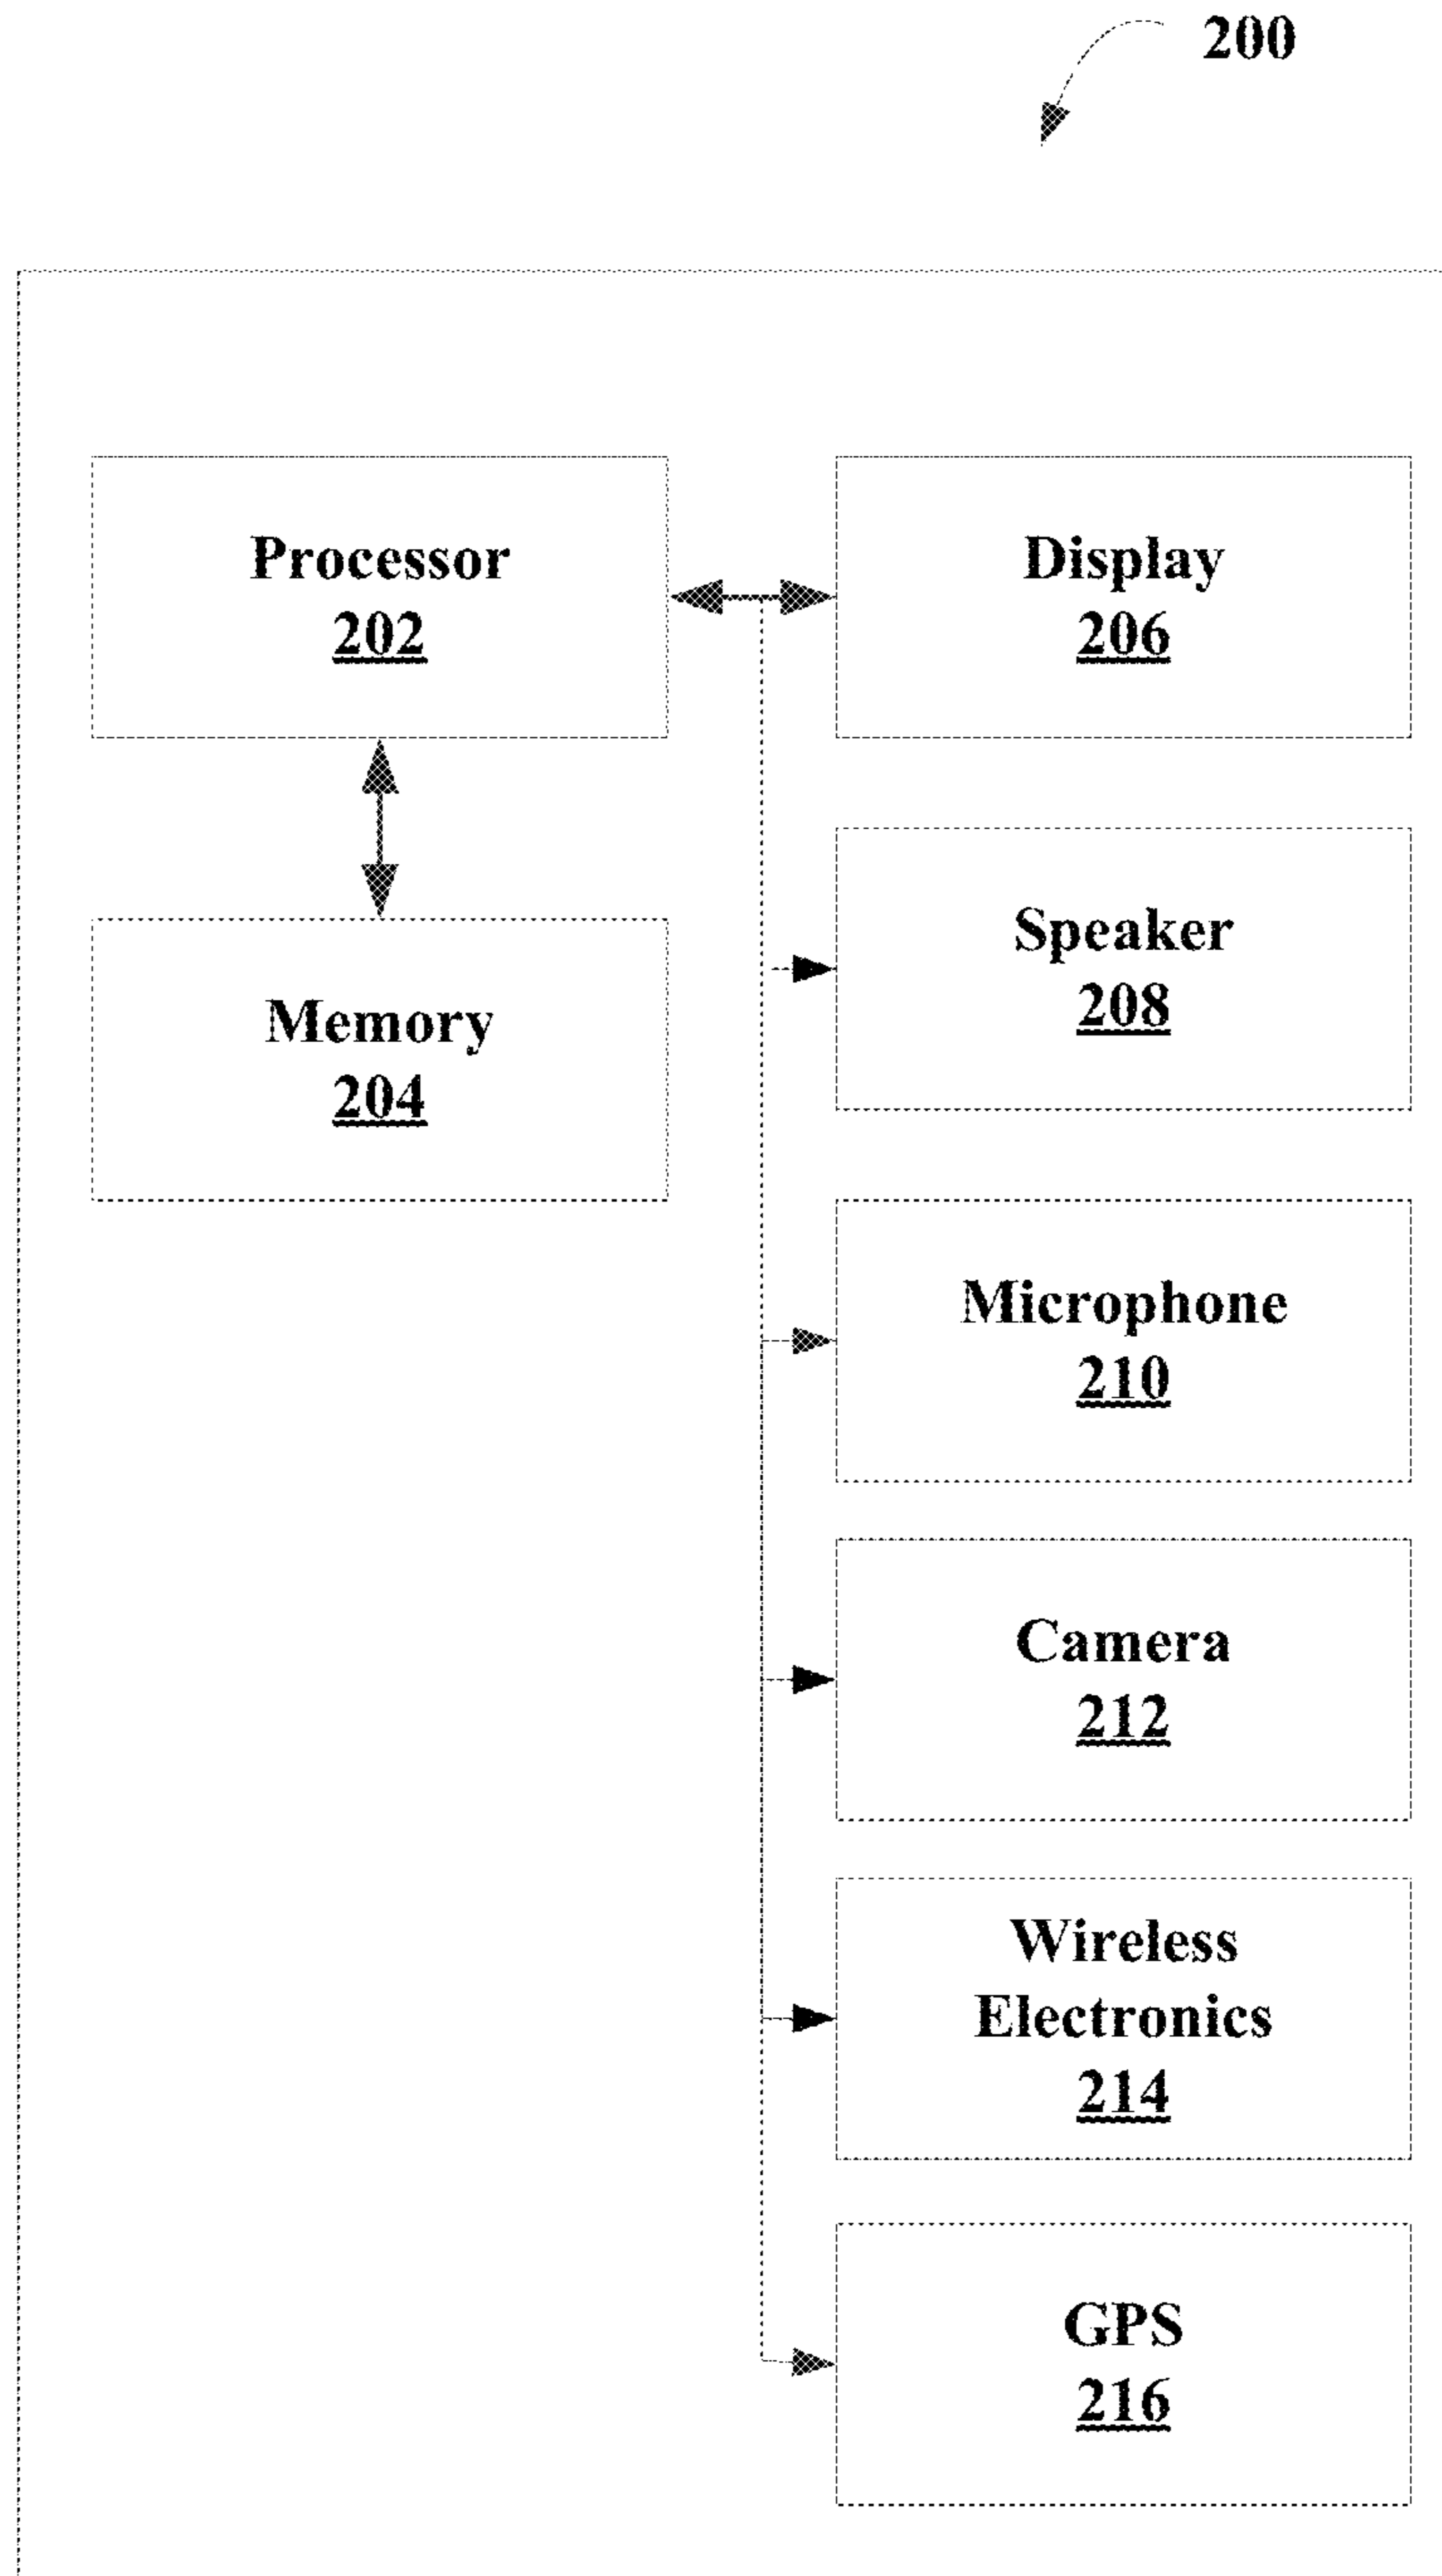 200
Processor
202
Display
206
Memory
204
Speaker
208
Microphone
210
Camera
212
Wireless
Electronics
214
GPS
216